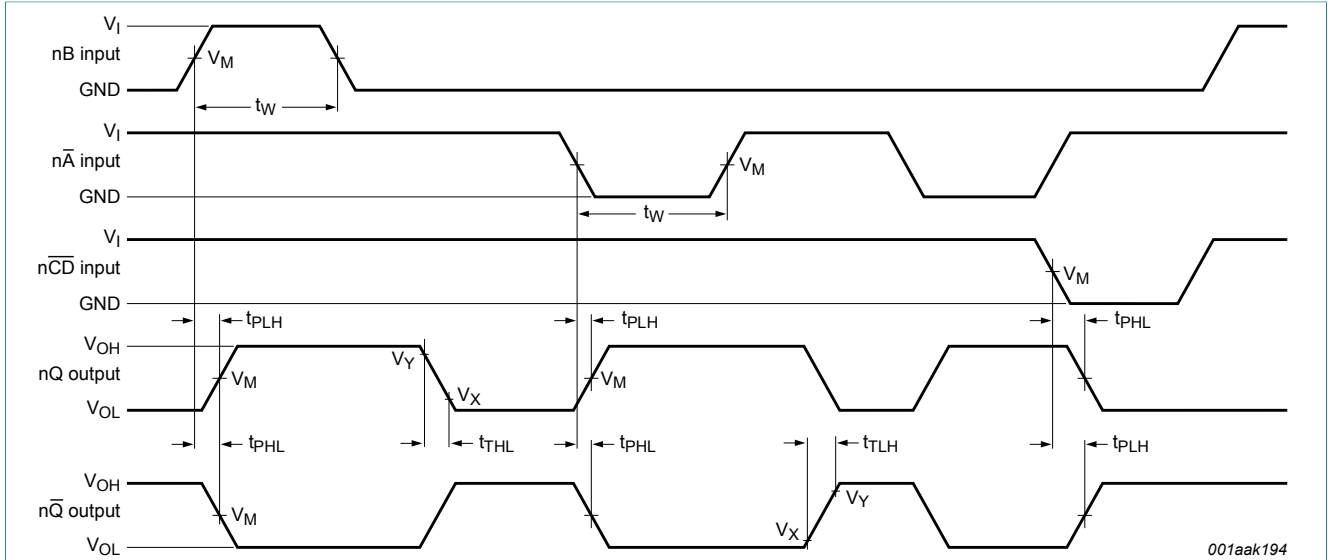 V_I
nB input
V_M
GND
t_W
V_I
nA̅ input
V_M
GND
t_W
V_I
nC̅D̅ input
V_M
GND
t_PLH
t_PLH
t_PHL
V_OH
V_Y
nQ output
V_M
V_X
V_M
V_OL
t_PHL
t_THL
t_PHL
t_TLH
t_PLH
V_OH
V_Y
nQ̅ output
V_M
V_X
V_OL
001aak194